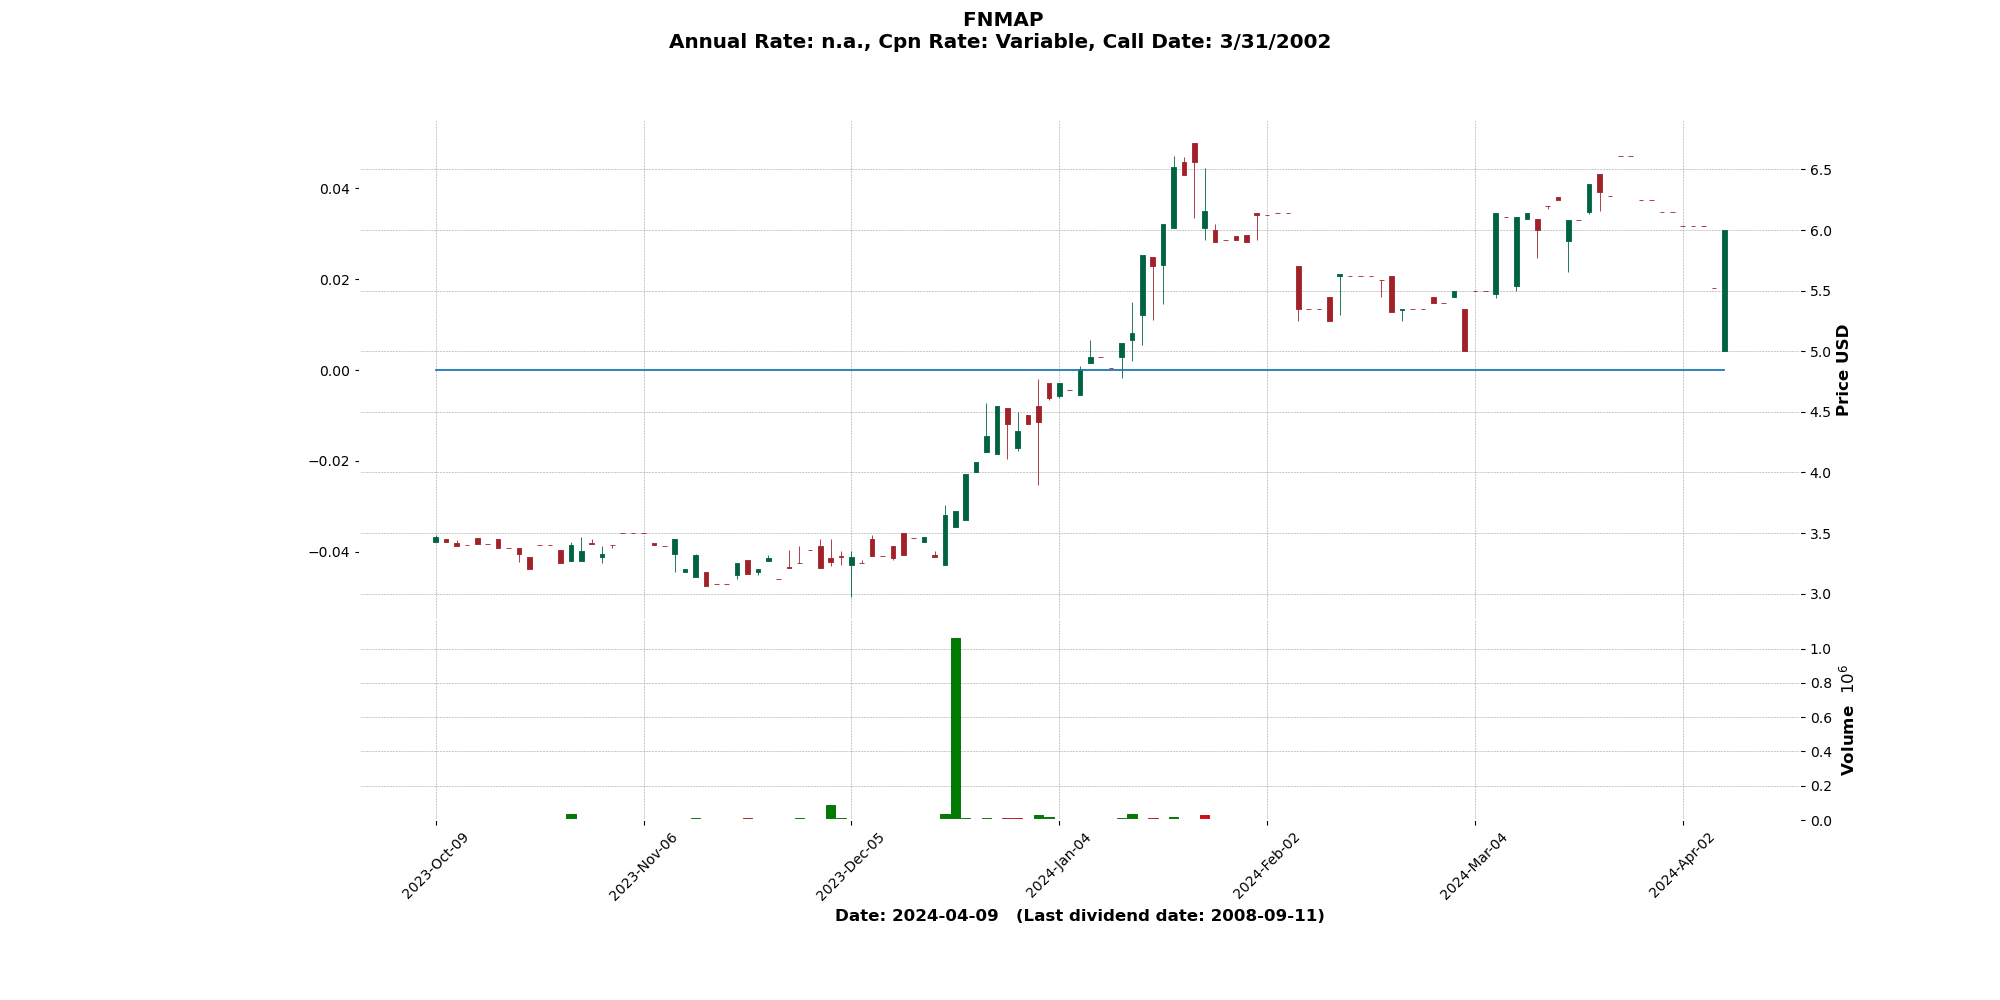 FNMAP
Annual Rate: n.a., Cpn Rate: Variable, Call Date: 3/31/2002
0.04
0.02
0.00
−0.02
−0.04
6.5
6.0
5.5
5.0
4.5
4.0
3.5
3.0
Price USD
1.0
0.8
0.6
0.4
0.2
0.0
Volume 10^6
2023-Oct-09
2023-Nov-06
2023-Dec-05
2024-Jan-04
2024-Feb-02
2024-Mar-04
2024-Apr-02
Date: 2024-04-09 (Last dividend date: 2008-09-11)